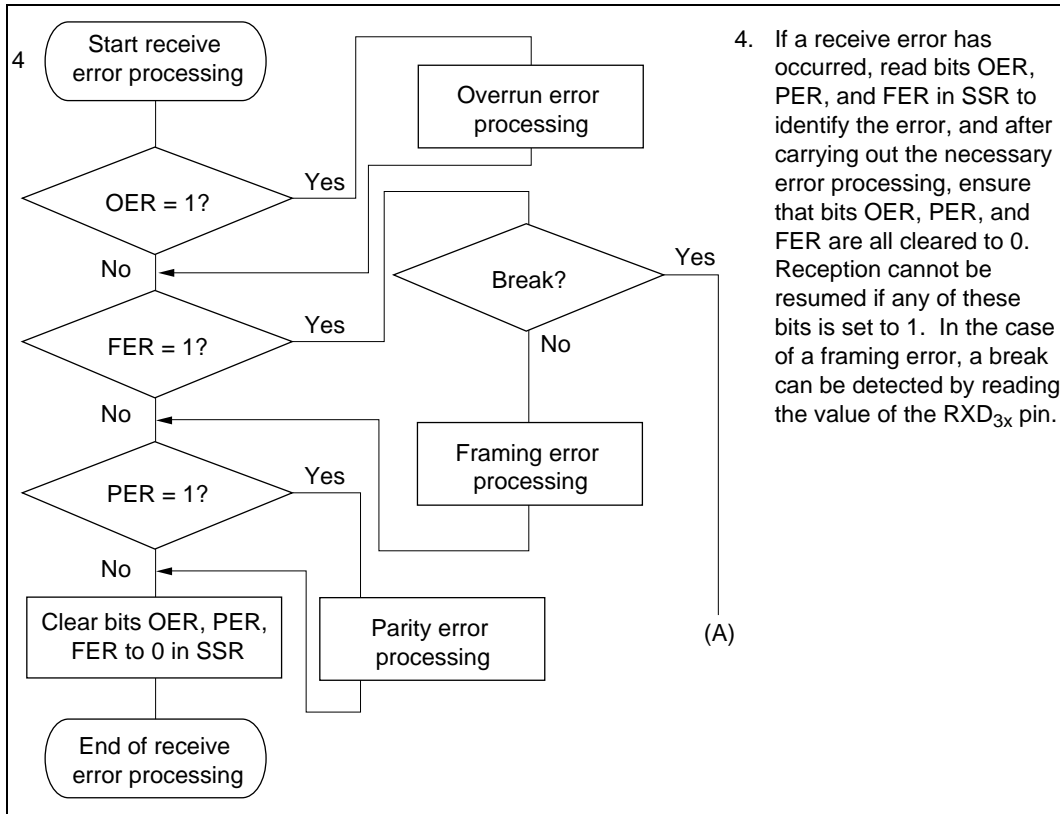 4
Start receive
error processing
Overrun error
processing
Yes
OER = 1?
No
Yes
Break?
Yes
FER = 1?
No
No
Framing error
processing
Yes
PER = 1?
No
Clear bits OER, PER,
FER to 0 in SSR
Parity error
processing
(A)
End of receive
error processing
4. If a receive error has
occurred, read bits OER,
PER, and FER in SSR to
identify the error, and after
carrying out the necessary
error processing, ensure
that bits OER, PER, and
FER are all cleared to 0.
Reception cannot be
resumed if any of these
bits is set to 1. In the case
of a framing error, a break
can be detected by reading
the value of the RXD3x pin.